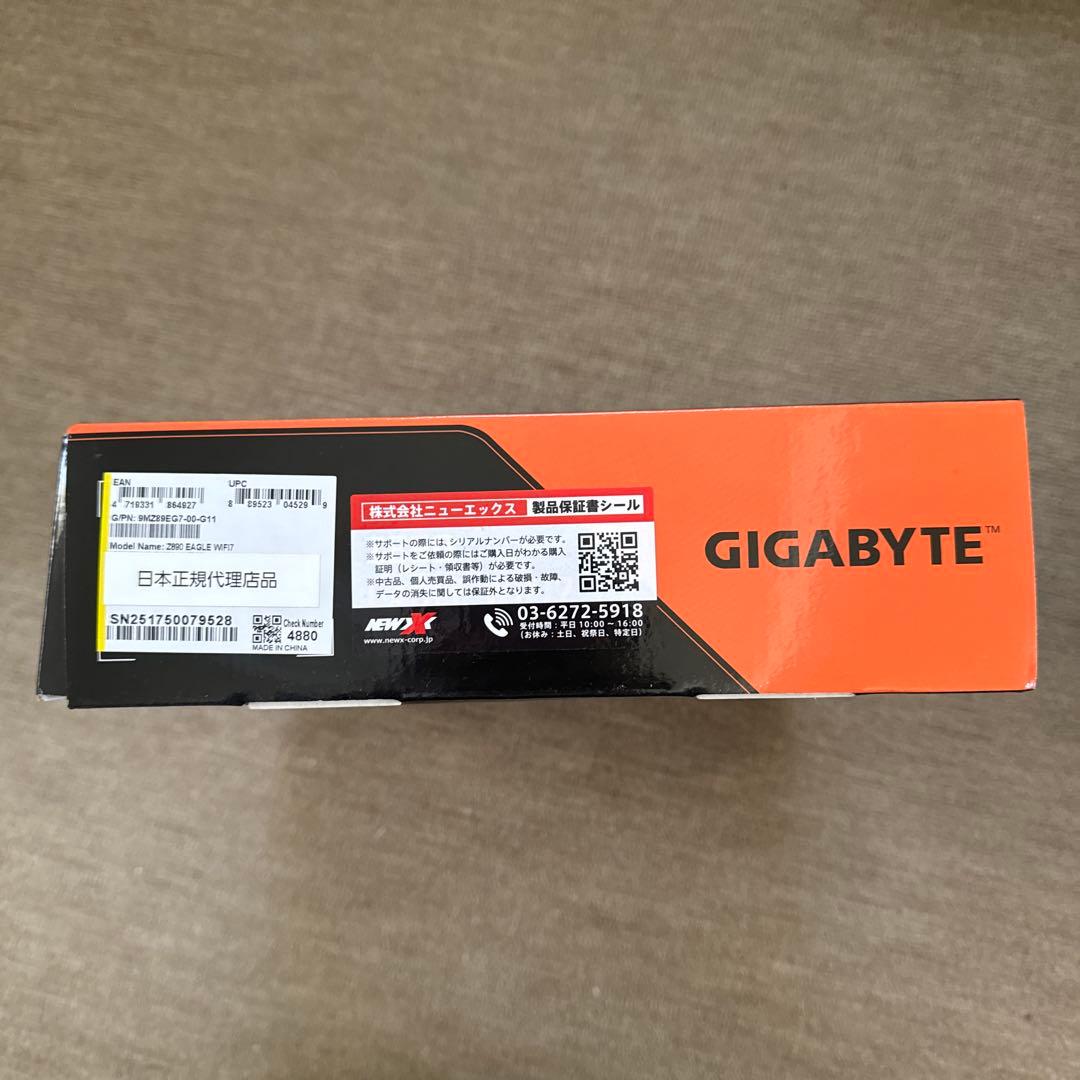 EAN
4 719331 864927
UPC
8 89523 04529 9
G/PN: 9MZ89EG7-00-G11
Model Name: Z890 EAGLE WIFI7
日本正規代理店品
SN251750079528
Check Number
4880
MADE IN CHINA
株式会社ニューエックス 製品保証書シール
※サポートの際には、シリアルナンバーが必要です。
※サポートをご依頼の際にはご購入日がわかる購入
証明（レシート・領収書等）が必要です。
※中古品、個人売買品、誤作動による破損・故障、
データの消失に関しては保証外となります。
NEWX
www.newx-corp.jp
03-6272-5918
受付時間：平日 10:00 ～ 16:00
（お休み：土日、祝祭日、特定日）
GIGABYTE™